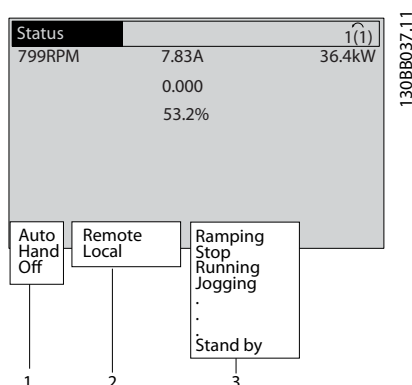 Status 1(1)
799RPM 7.83A 36.4kW
0.000
53.2%
Auto
Hand
Off
Remote
Local
Ramping
Stop
Running
Jogging
.
.
.
Stand by
1 2 3
130BB037.11